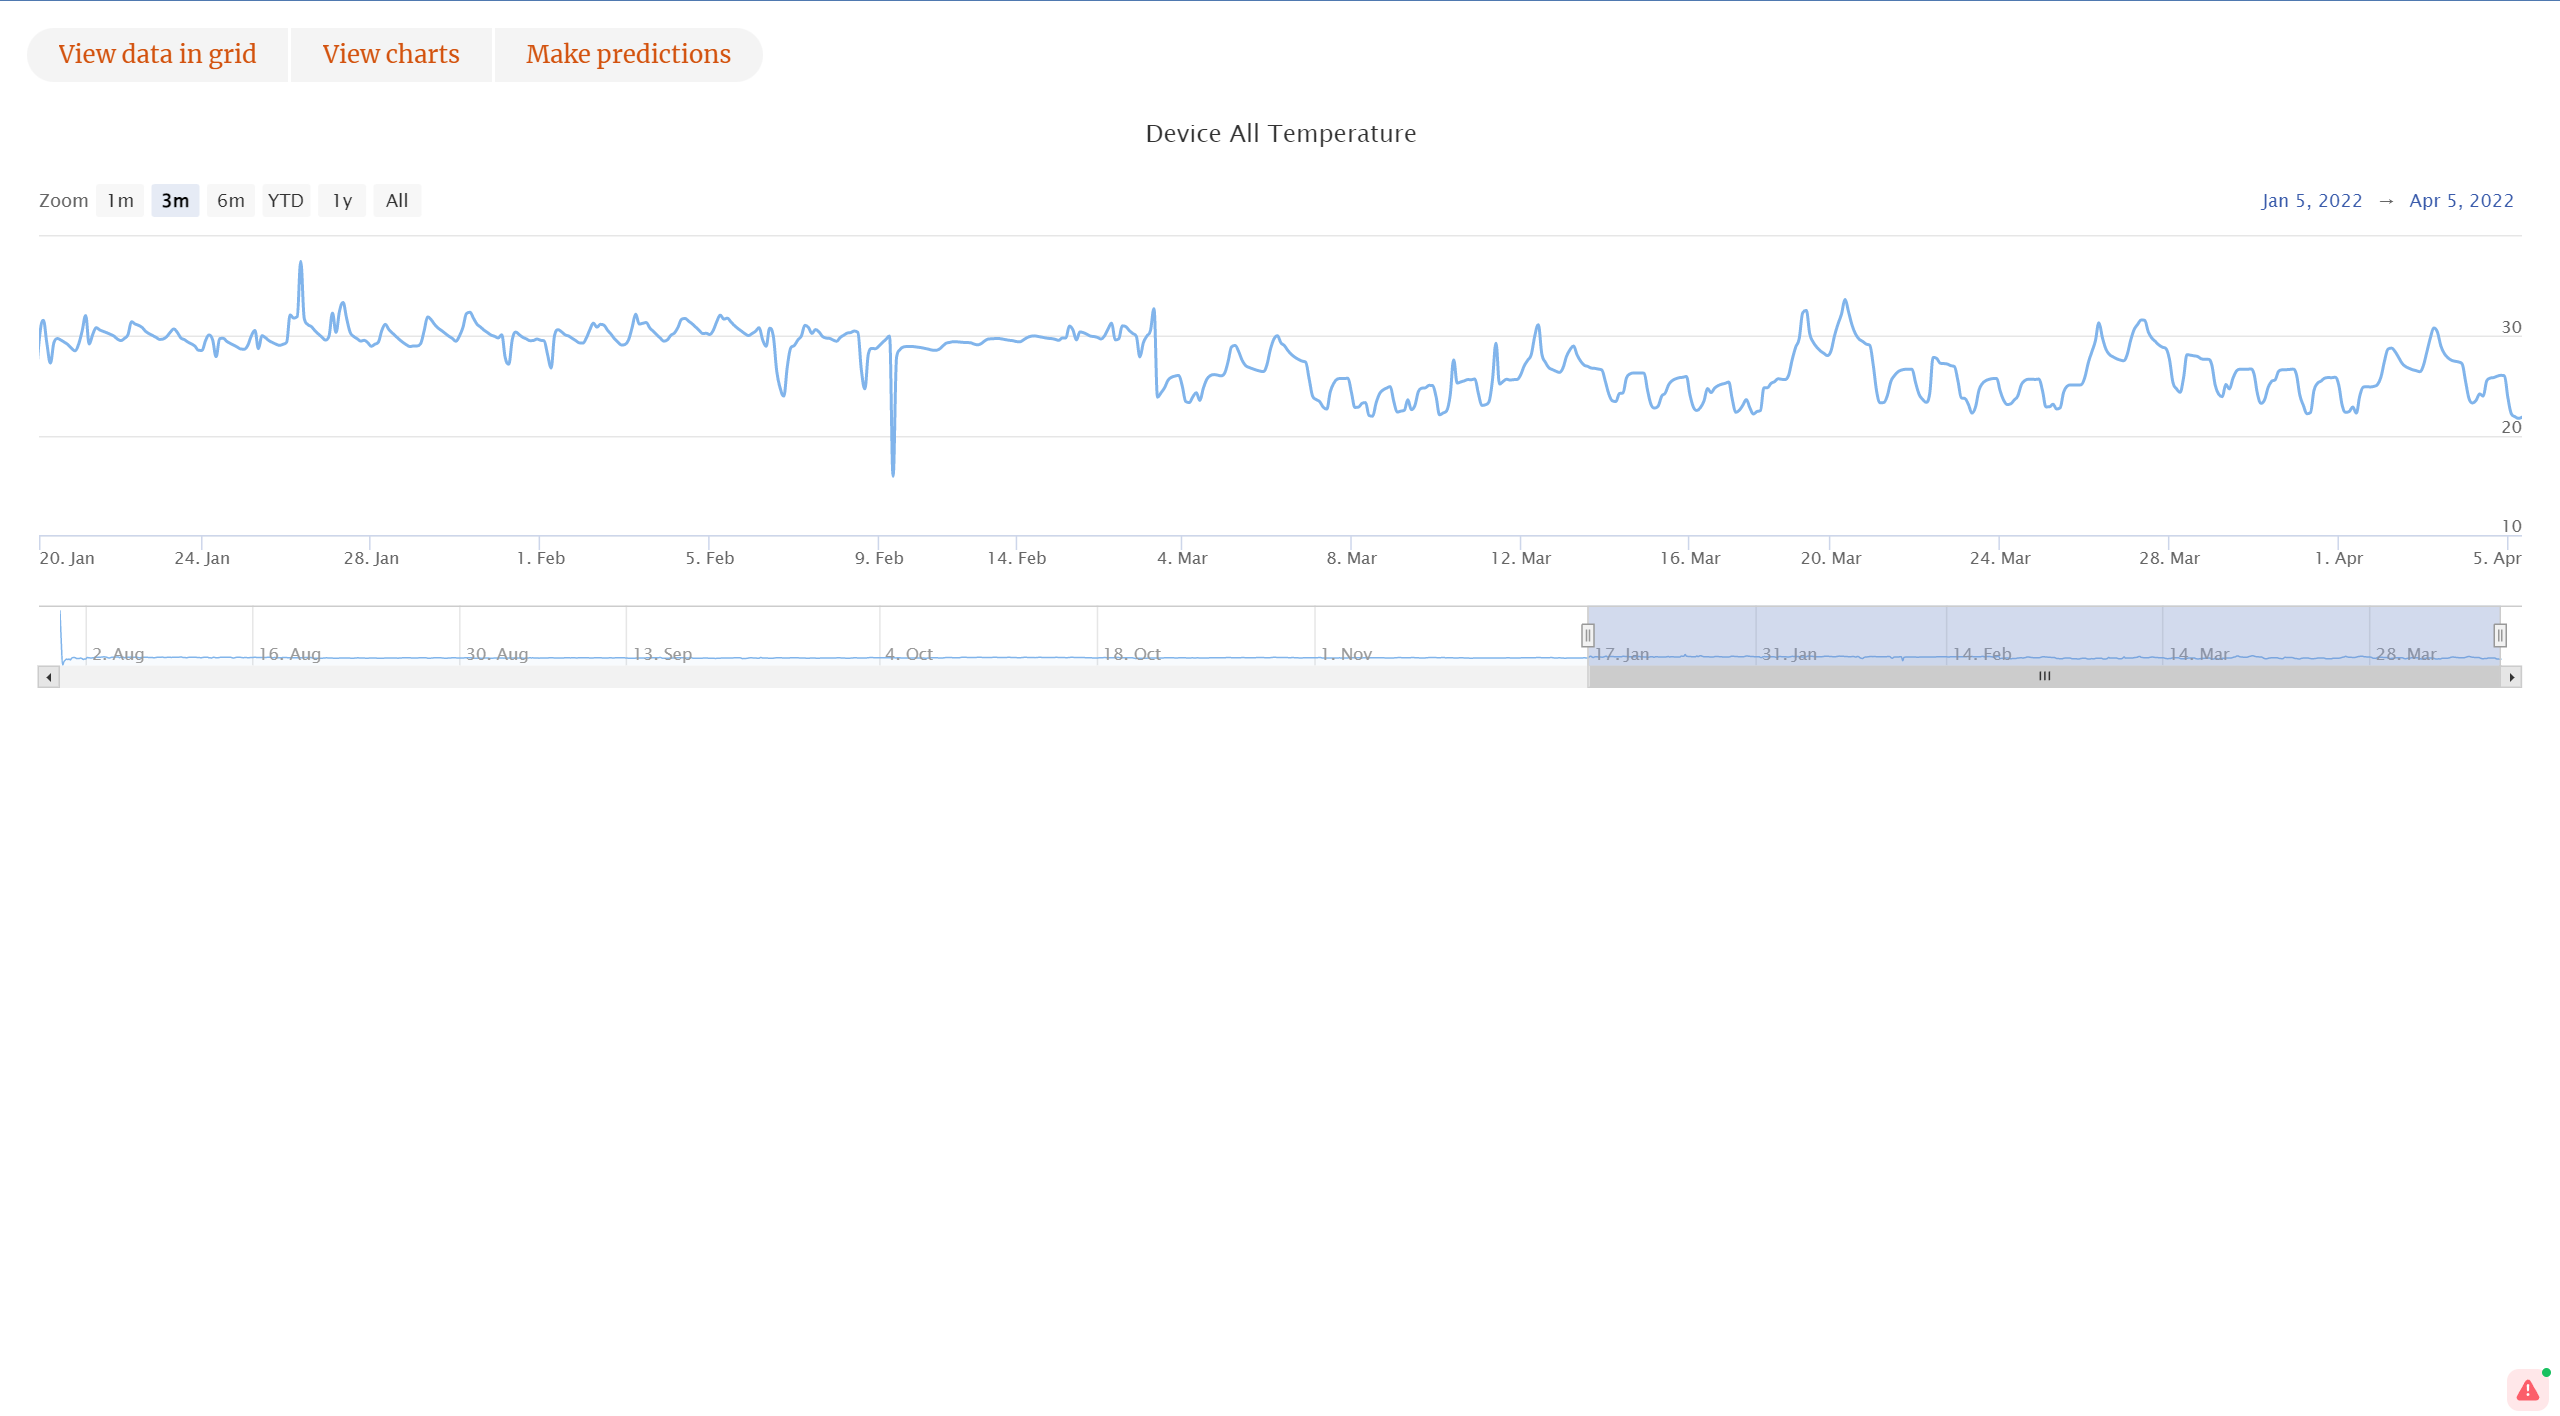 View data in grid View charts Make predictions
Device All Temperature
Zoom 1m 3m 6m YTD 1y All Jan 5, 2022 → Apr 5, 2022
30
20
10
20. Jan 24. Jan 28. Jan 1. Feb 5. Feb 9. Feb 14. Feb 4. Mar 8. Mar 12. Mar 16. Mar 20. Mar 24. Mar 28. Mar 1. Apr 5. Apr
2. Aug 16. Aug 30. Aug 13. Sep 4. Oct 18. Oct 1. Nov 17. Jan 31. Jan 14. Feb 14. Mar 28. Mar